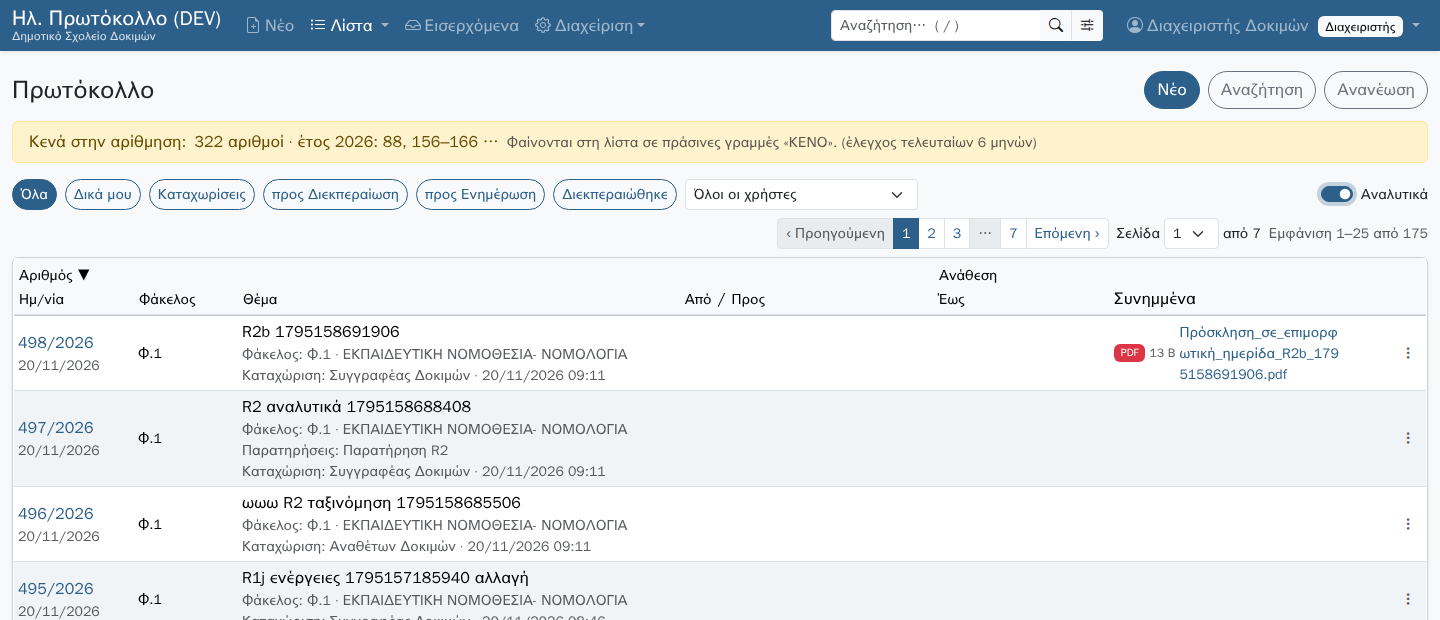 Ηλ. Πρωτόκολλο (DEV)
Δημοτικό Σχολείο Δοκιμών
Νέο
Λίστα
Εισερχόμενα
Διαχείριση
Αναζήτηση… ( / )
Διαχειριστής Δοκιμών
Διαχειριστής
Πρωτόκολλο
Νέο
Αναζήτηση
Ανανέωση
Κενά στην αρίθμηση: 322 αριθμοί · έτος 2026: 88, 156–166 … Φαίνονται στη λίστα σε πράσινες γραμμές «ΚΕΝΟ». (έλεγχος τελευταίων 6 μηνών)
Όλα
Δικά μου
Καταχωρίσεις
προς Διεκπεραίωση
προς Ενημέρωση
Διεκπεραιώθηκε
Όλοι οι χρήστες
Αναλυτικά
‹ Προηγούμενη 1 2 3 … 7 Επόμενη › Σελίδα 1 από 7 Εμφάνιση 1–25 από 175
Αριθμός ▼
Ημ/νία
Φάκελος
Θέμα
Από / Προς
Ανάθεση
Έως
Συνημμένα
498/2026
20/11/2026
Φ.1
R2b 1795158691906
Φάκελος: Φ.1 · ΕΚΠΑΙΔΕΥΤΙΚΗ ΝΟΜΟΘΕΣΙΑ- ΝΟΜΟΛΟΓΙΑ
Καταχώριση: Συγγραφέας Δοκιμών · 20/11/2026 09:11
PDF 13 B
Πρόσκληση_σε_επιμορφ
ωτική_ημερίδα_R2b_179
5158691906.pdf
497/2026
20/11/2026
Φ.1
R2 αναλυτικά 1795158688408
Φάκελος: Φ.1 · ΕΚΠΑΙΔΕΥΤΙΚΗ ΝΟΜΟΘΕΣΙΑ- ΝΟΜΟΛΟΓΙΑ
Παρατηρήσεις: Παρατήρηση R2
Καταχώριση: Συγγραφέας Δοκιμών · 20/11/2026 09:11
496/2026
20/11/2026
Φ.1
ωωω R2 ταξινόμηση 1795158685506
Φάκελος: Φ.1 · ΕΚΠΑΙΔΕΥΤΙΚΗ ΝΟΜΟΘΕΣΙΑ- ΝΟΜΟΛΟΓΙΑ
Καταχώριση: Αναθέτων Δοκιμών · 20/11/2026 09:11
495/2026
20/11/2026
Φ.1
R1j ενέργειες 1795157185940 αλλαγή
Φάκελος: Φ.1 · ΕΚΠΑΙΔΕΥΤΙΚΗ ΝΟΜΟΘΕΣΙΑ- ΝΟΜΟΛΟΓΙΑ
Καταχώριση: Συγγραφέας Δοκιμών · 20/11/2026 08:46